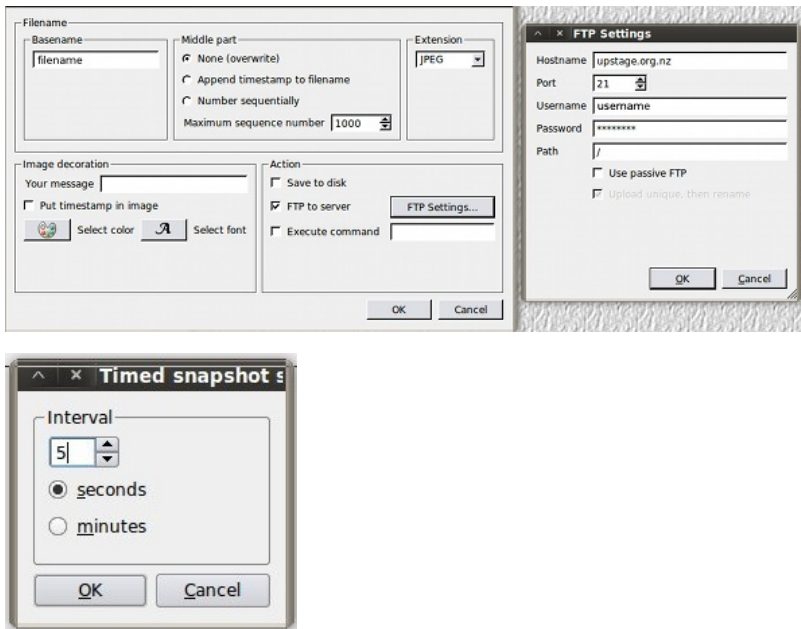 Filename
Basename
filename
Middle part
None (overwrite)
Append timestamp to filename
Number sequentially
Maximum sequence number 1000
Extension
JPEG
Image decoration
Your message
Put timestamp in image
Select color A Select font
Action
Save to disk
FTP to server FTP Settings...
Execute command
OK Cancel
FTP Settings
Hostname upstage.org.nz
Port 21
Username username
Password ********
Path /
Use passive FTP
Upload unique, then rename
OK Cancel
Timed snapshot s
Interval
5
seconds
minutes
OK Cancel